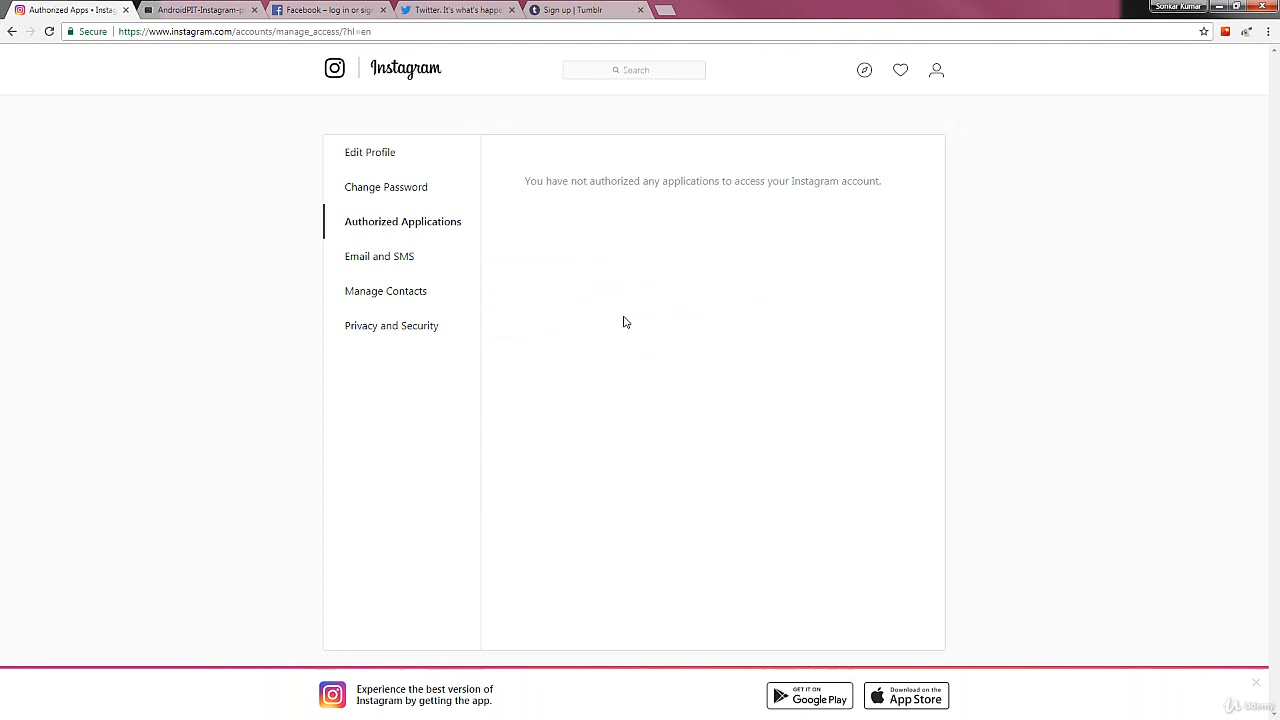 Authorized Apps • Instag
AndroidPIT-Instagram-p
Facebook – log in or sig
Twitter. It's what's happe
Sign up | Tumblr
Sonkar Kumar
Secure
https://www.instagram.com/accounts/manage_access/?hl=en
Instagram
Search
Edit Profile
Change Password
Authorized Applications
Email and SMS
Manage Contacts
Privacy and Security
You have not authorized any applications to access your Instagram account.
Experience the best version of
Instagram by getting the app.
GET IT ON
Google Play
Download on the
App Store
Udemy